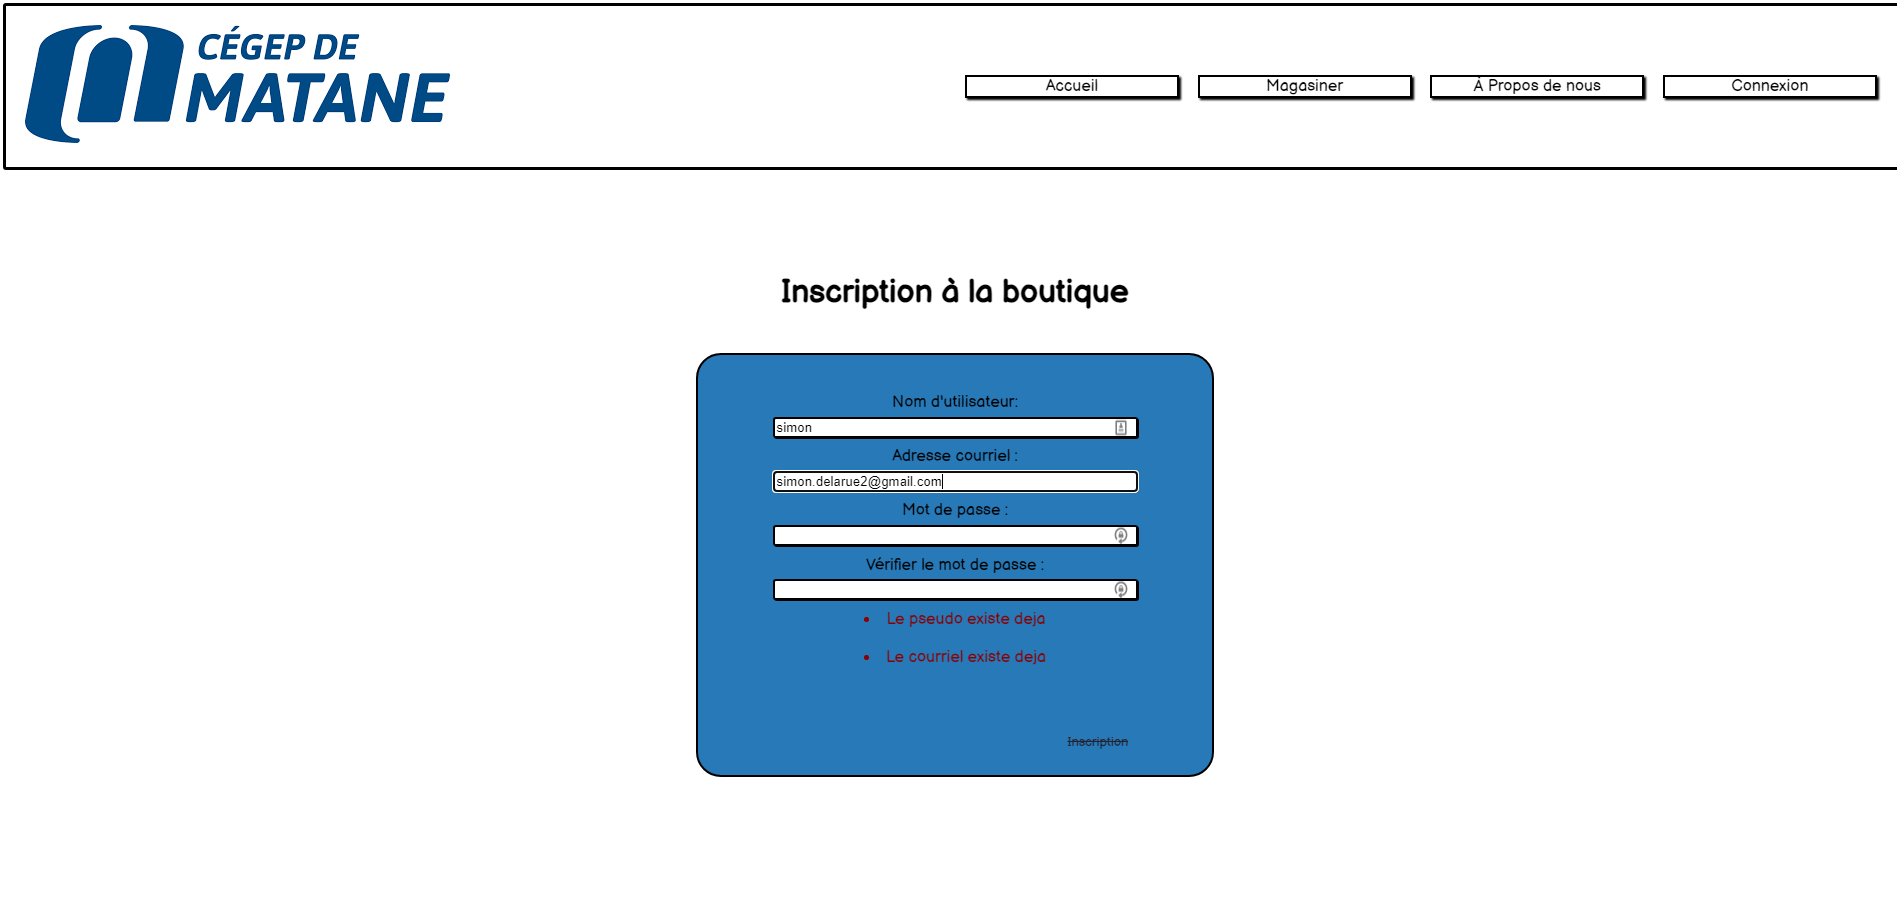 CÉGEP DE
MATANE
Accueil
Magasiner
À Propos de nous
Connexion
Inscription à la boutique
Nom d'utilisateur:
simon
Adresse courriel :
simon.delarue2@gmail.com
Mot de passe :
Vérifier le mot de passe :
Le pseudo existe deja
Le courriel existe deja
Inscription